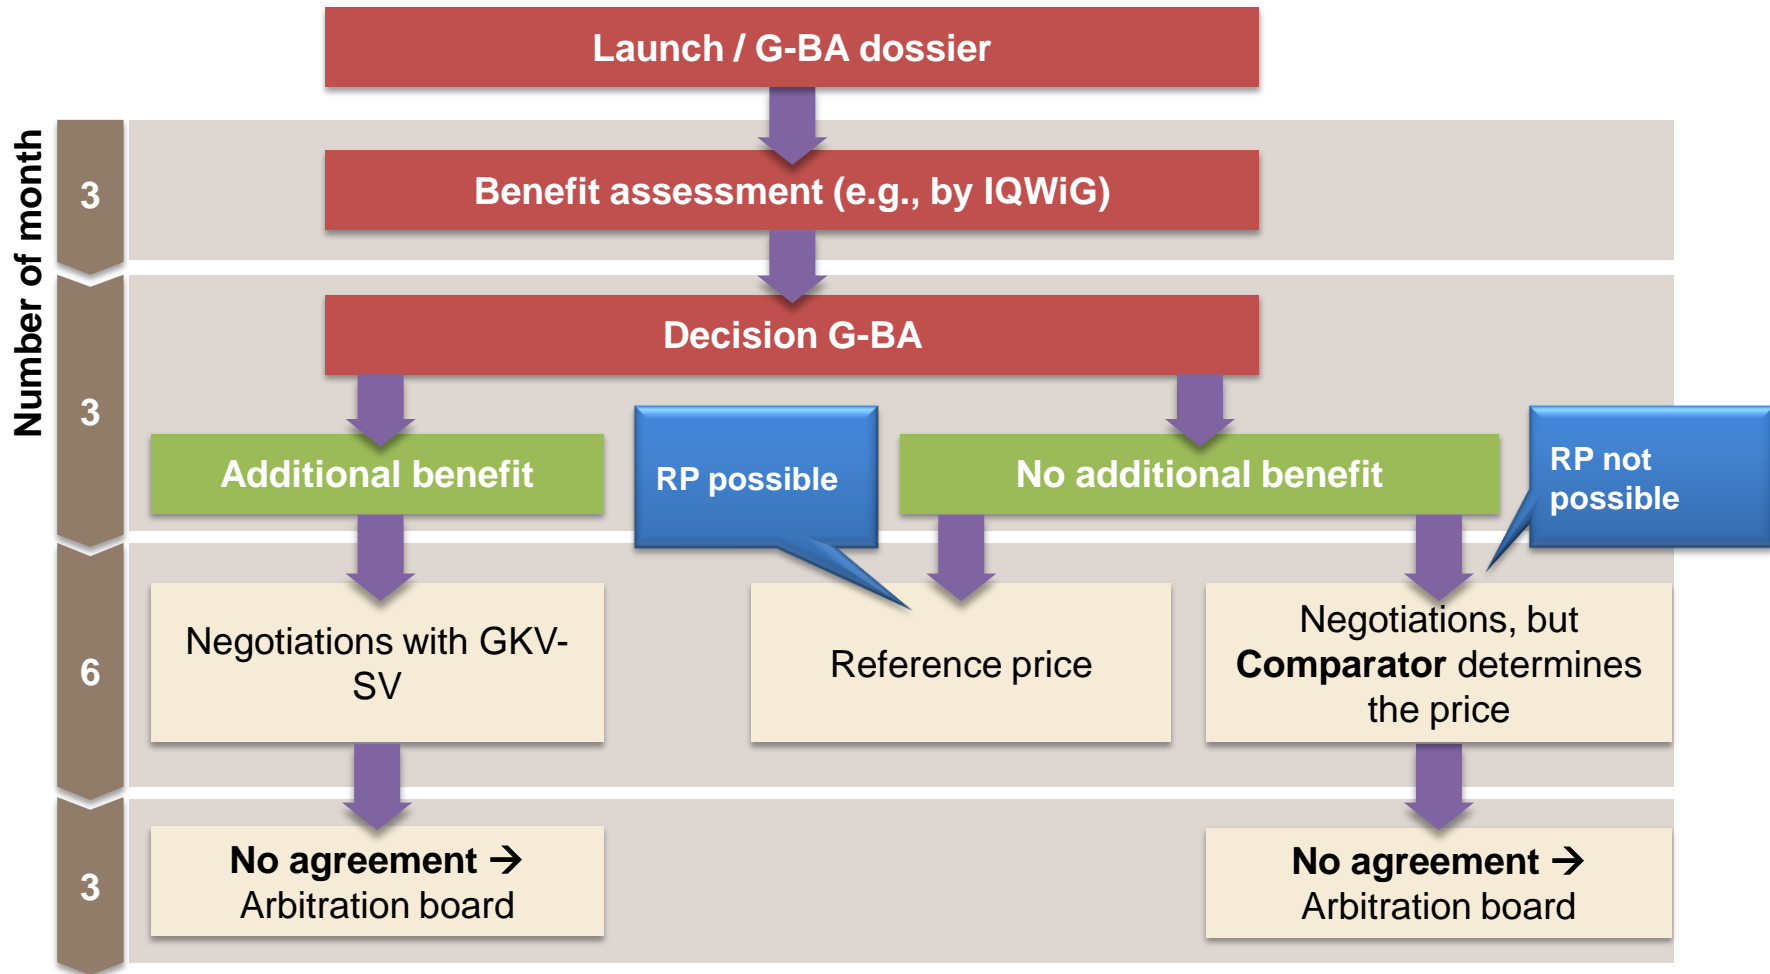 Launch / G-BA dossier
Number of month
3
Benefit assessment (e.g., by IQWiG)
3
Decision G-BA
Additional benefit
RP possible
No additional benefit
RP not
possible
6
Negotiations with GKV-
SV
Reference price
Negotiations, but
Comparator determines
the price
3
No agreement →
Arbitration board
No agreement →
Arbitration board